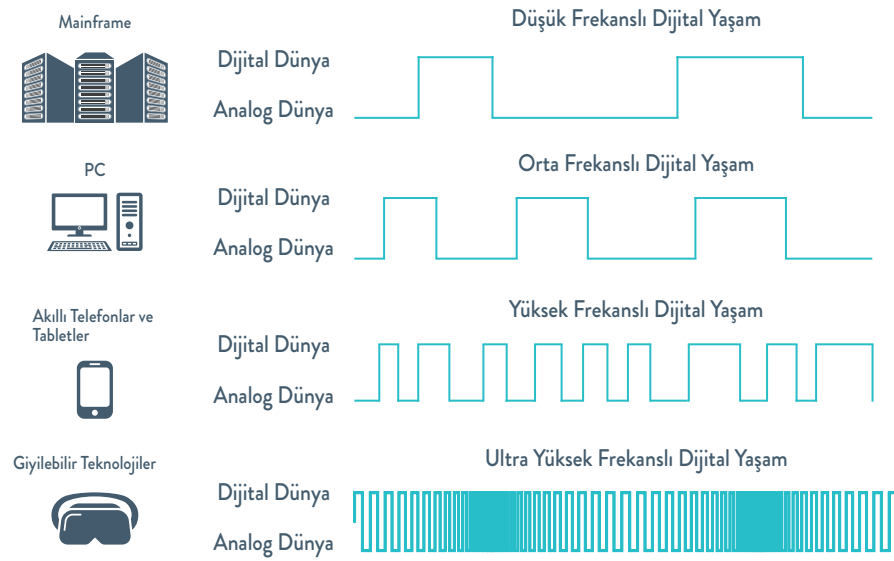 Mainframe
Düşük Frekanslı Dijital Yaşam
Dijital Dünya
Analog Dünya
PC
Orta Frekanslı Dijital Yaşam
Dijital Dünya
Analog Dünya
Akıllı Telefonlar ve
Tabletler
Yüksek Frekanslı Dijital Yaşam
Dijital Dünya
Analog Dünya
Giyilebilir Teknolojiler
Ultra Yüksek Frekanslı Dijital Yaşam
Dijital Dünya
Analog Dünya